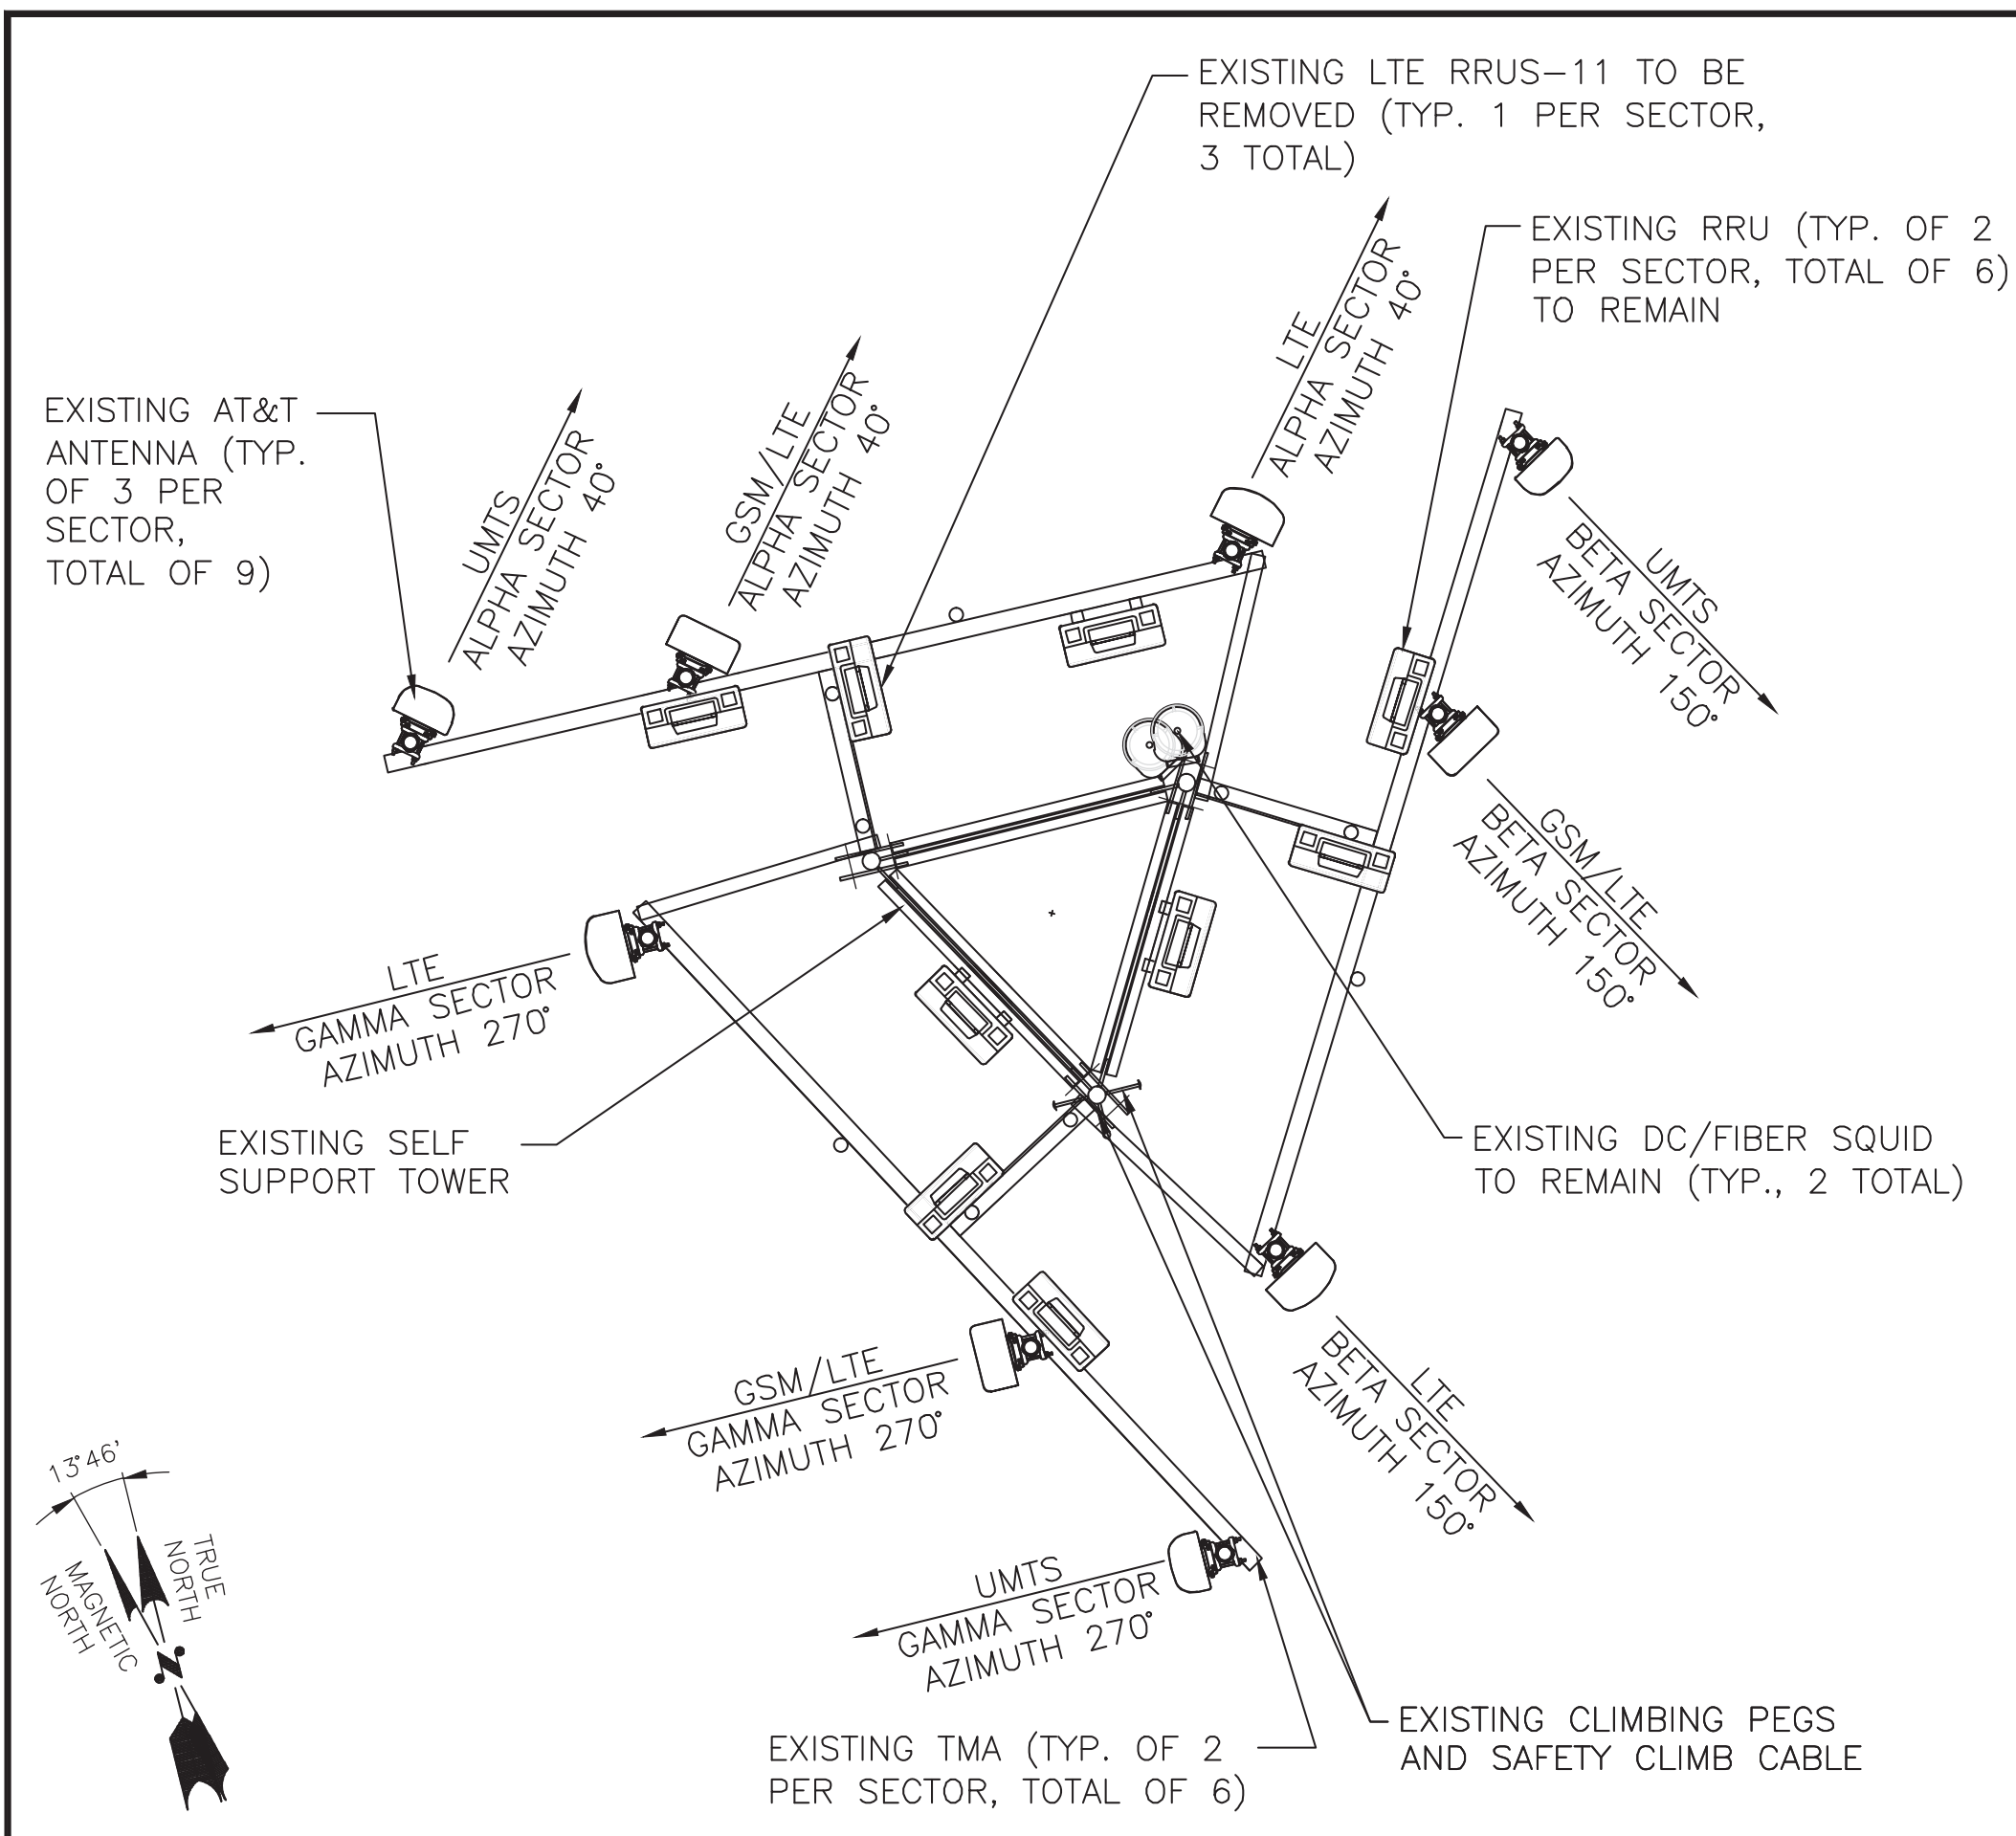 EXISTING LTE RRUS-11 TO BE
REMOVED (TYP. 1 PER SECTOR,
3 TOTAL)
EXISTING RRU (TYP. OF 2
PER SECTOR, TOTAL OF 6)
TO REMAIN
EXISTING AT&T
ANTENNA (TYP.
OF 3 PER
SECTOR,
TOTAL OF 9)
UMTS
ALPHA SECTOR
AZIMUTH 40°
GSM/LTE
ALPHA SECTOR
AZIMUTH 40°
LTE
ALPHA SECTOR
AZIMUTH 40°
UMTS
BETA SECTOR
AZIMUTH 150°
GSM/LTE
BETA SECTOR
AZIMUTH 150°
LTE
GAMMA SECTOR
AZIMUTH 270°
EXISTING SELF
SUPPORT TOWER
EXISTING DC/FIBER SQUID
TO REMAIN (TYP., 2 TOTAL)
LTE
BETA SECTOR
AZIMUTH 150°
GSM/LTE
GAMMA SECTOR
AZIMUTH 270°
UMTS
GAMMA SECTOR
AZIMUTH 270°
13°46'
TRUE
NORTH
MAGNETIC
NORTH
N
EXISTING TMA (TYP. OF 2
PER SECTOR, TOTAL OF 6)
EXISTING CLIMBING PEGS
AND SAFETY CLIMB CABLE